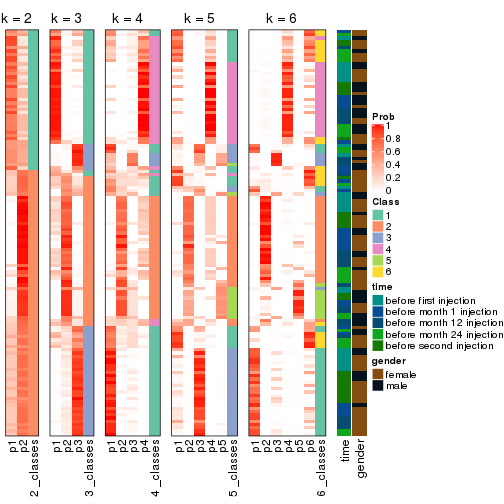 k = 2
k = 3
k = 4
k = 5
k = 6
Prob
1
0.8
0.6
0.4
0.2
0
Class
1
2
3
4
5
6
time
before first injection
before month 1 injection
before month 12 injection
before month 24 injection
before second injection
gender
female
male
p1
p2
2_classes
p1
p2
p3
3_classes
p1
p2
p3
p4
4_classes
p1
p2
p3
p4
p5
5_classes
p1
p2
p3
p4
p5
p6
6_classes
time
gender